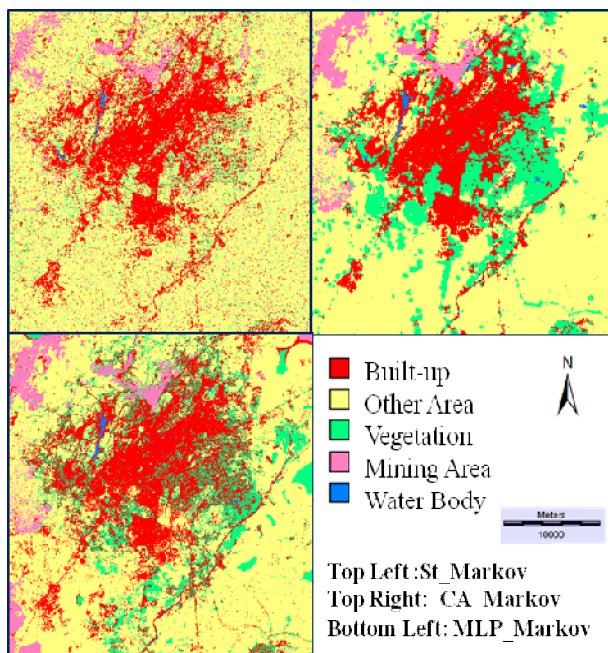 Built-up
Other Area
Vegetation
Mining Area
Water Body
N
Meters
10000
Top Left :St_Markov
Top Right: CA_Markov
Bottom Left: MLP_Markov